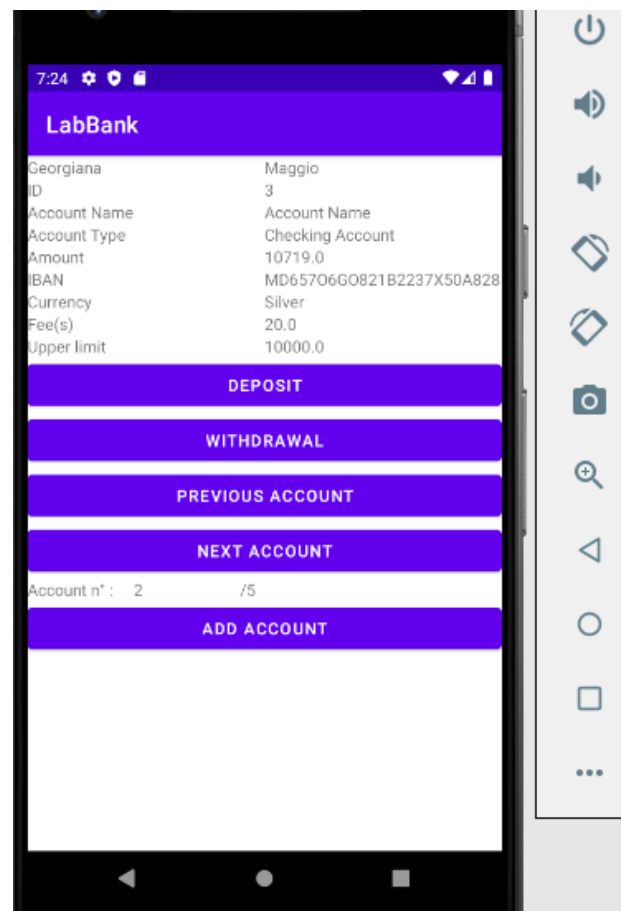 7:24
LabBank
Georgiana Maggio
ID 3
Account Name Account Name
Account Type Checking Account
Amount 10719.0
IBAN MD657O6GO821B2237X50A828
Currency Silver
Fee(s) 20.0
Upper limit 10000.0
DEPOSIT
WITHDRAWAL
PREVIOUS ACCOUNT
NEXT ACCOUNT
Account n° : 2 /5
ADD ACCOUNT